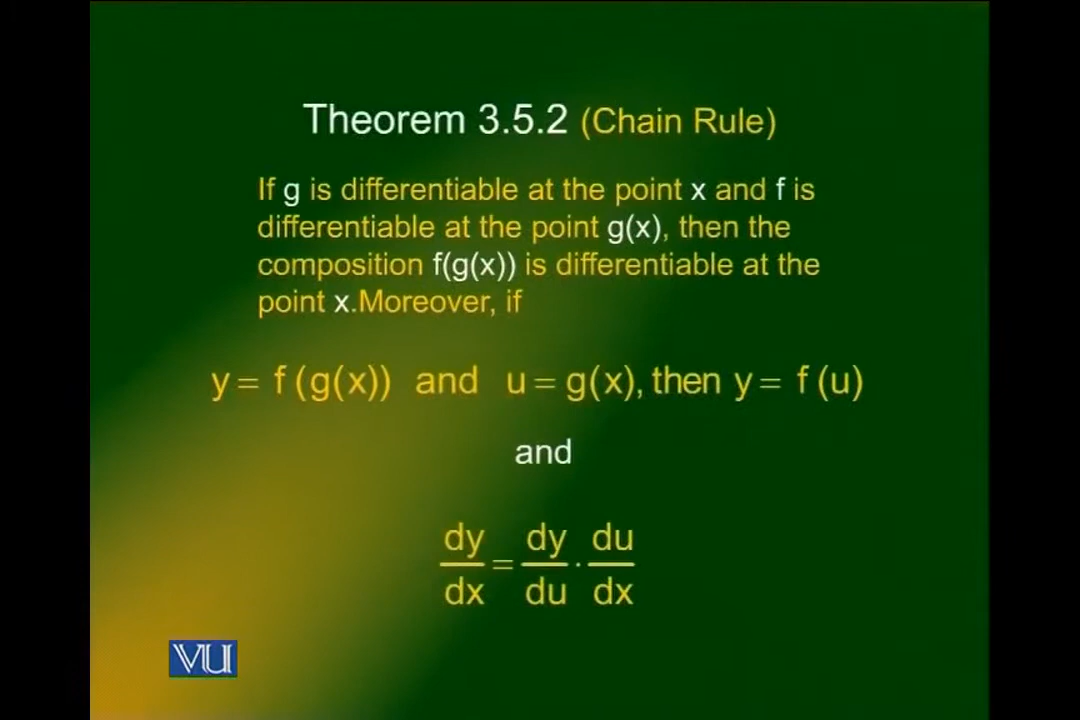 Theorem 3.5.2 (Chain Rule)
If g is differentiable at the point x and f is
differentiable at the point g(x), then the
composition f(g(x)) is differentiable at the
point x.Moreover, if
y = f (g(x)) and u = g(x), then y = f (u)
and
dy/dx = dy/du · du/dx
VU